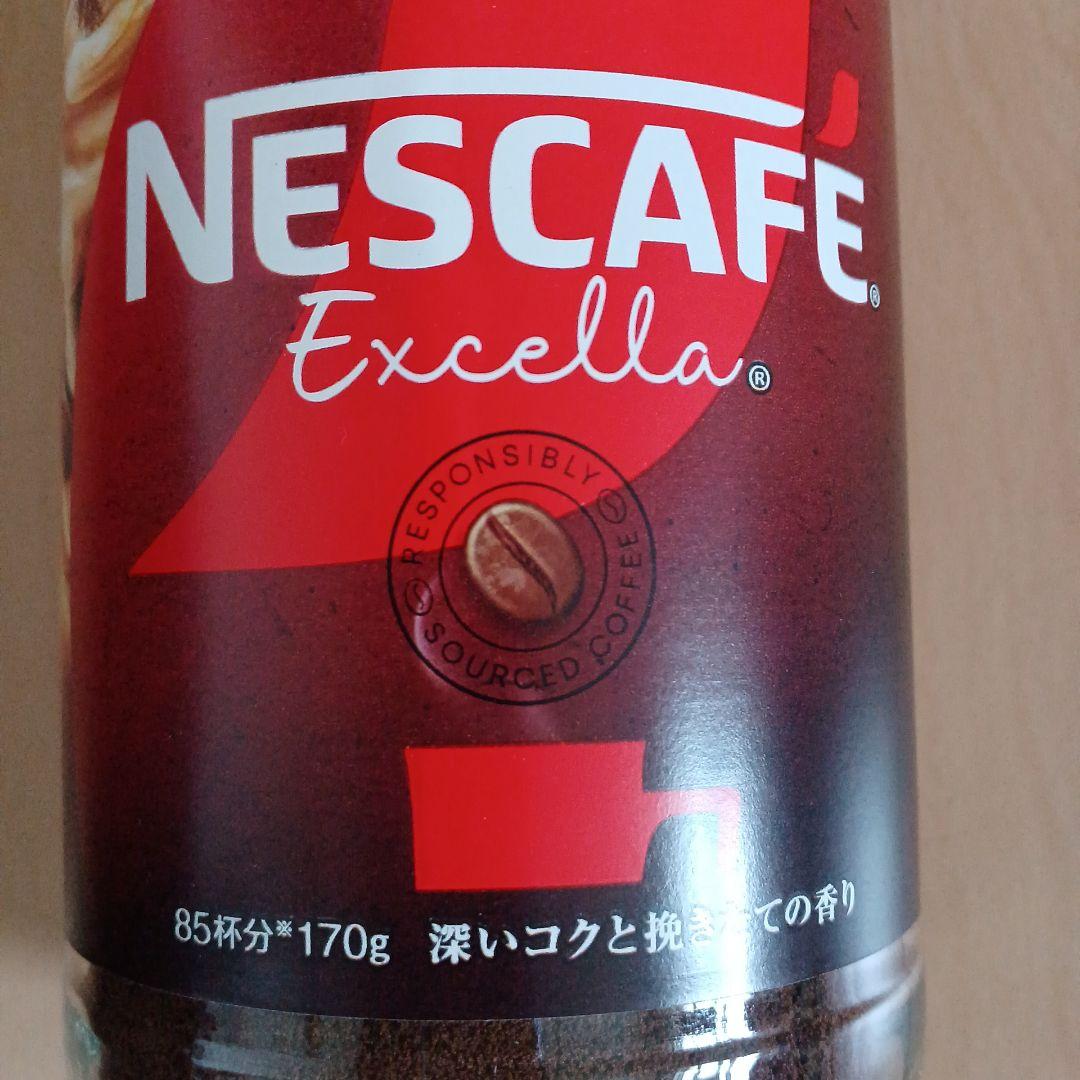 NESCAFÉ®
Excella®
RESPONSIBLY
SOURCED COFFEE
85杯分※170g 深いコクと挽きたての香り